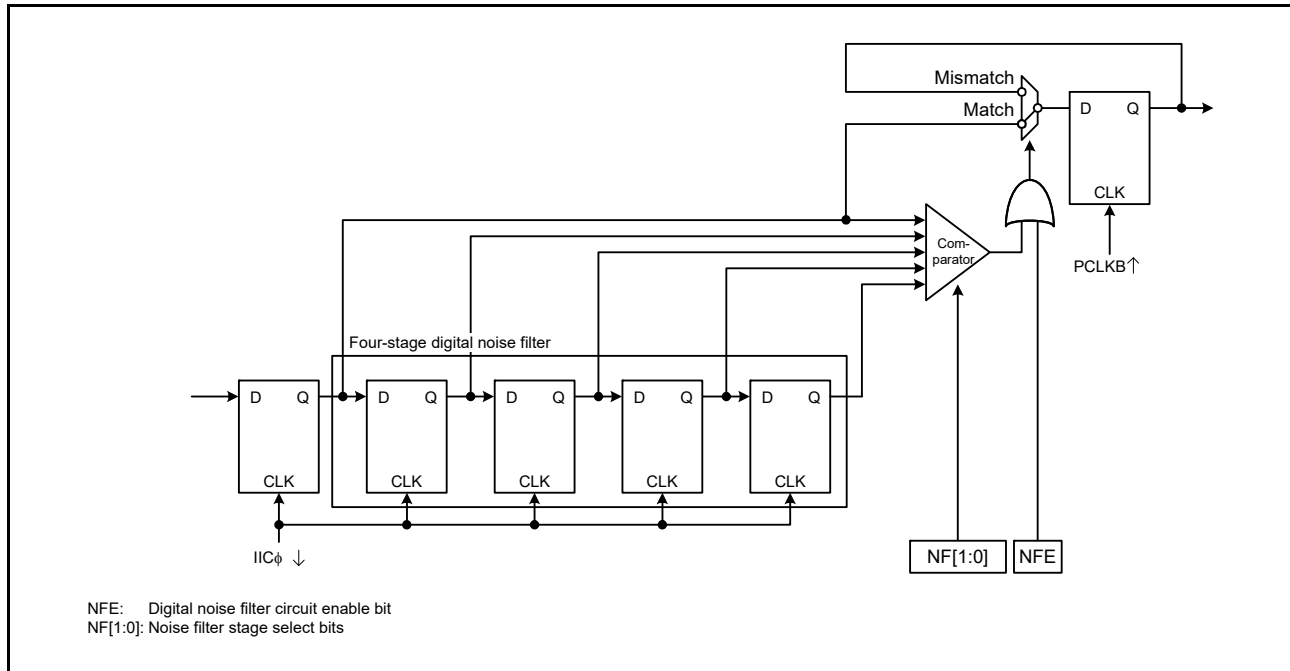 Mismatch
Match
D Q
CLK
PCLKB↑
Com-
parator
Four-stage digital noise filter
D Q
D Q
D Q
D Q
D Q
CLK
CLK
CLK
CLK
CLK
IICϕ ↓
NF[1:0]
NFE
NFE: Digital noise filter circuit enable bit
NF[1:0]: Noise filter stage select bits